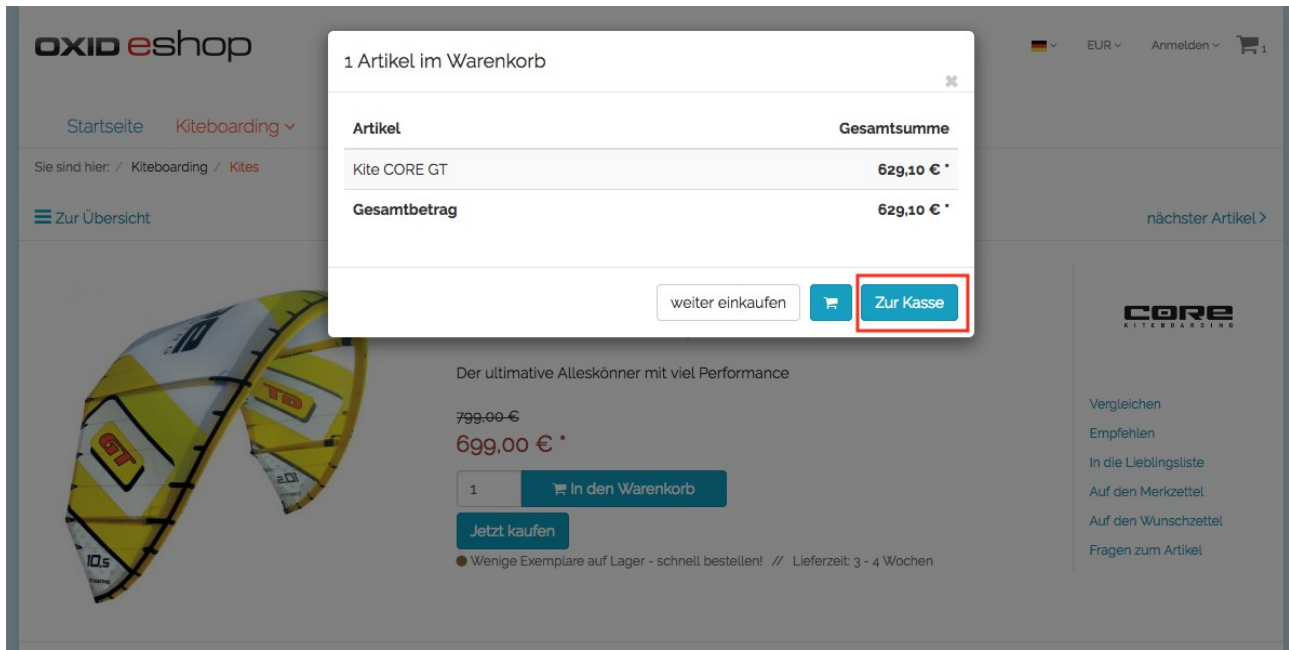 OXID eshop
EUR
Anmelden
1
1 Artikel im Warenkorb
Startseite
Kiteboarding
Artikel
Gesamtsumme
Sie sind hier: / Kiteboarding / Kites
Kite CORE GT
629,10 € *
Gesamtbetrag
629,10 € *
Zur Übersicht
nächster Artikel
weiter einkaufen
Zur Kasse
CORE
KITEBOARDING
Der ultimative Alleskönner mit viel Performance
799,00 €
699,00 € *
1
In den Warenkorb
Jetzt kaufen
Wenige Exemplare auf Lager - schnell bestellen! // Lieferzeit: 3 - 4 Wochen
Vergleichen
Empfehlen
In die Lieblingsliste
Auf den Merkzettel
Auf den Wunschzettel
Fragen zum Artikel
GT
10.5